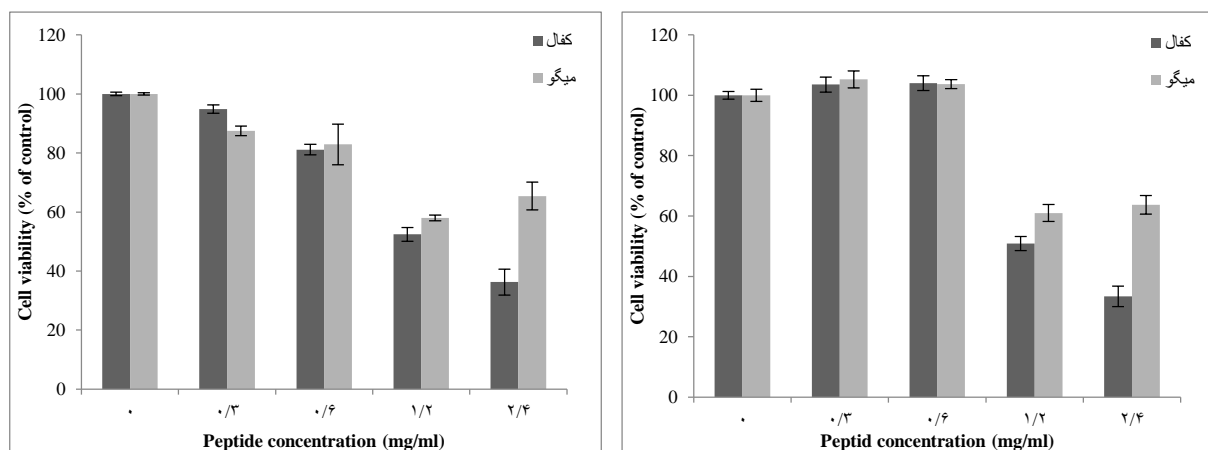 120
100
80
60
40
20
0
Cell viability (% of control)
کفال
میگو
۰ ۰/۳ ۰/۶ ۱/۲ ۲/۴
Peptide concentration (mg/ml)
120
100
80
60
40
20
0
Cell viability (% of control)
کفال
میگو
۰ ۰/۳ ۰/۶ ۱/۲ ۲/۴
Peptid concentration (mg/ml)